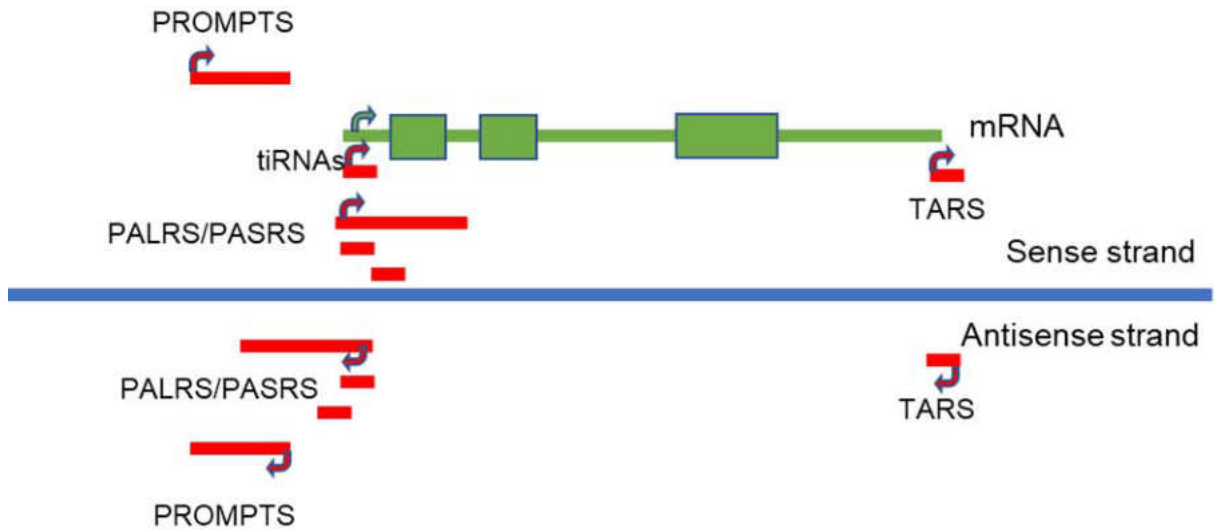 PROMPTS
mRNA
tiRNAs
TARS
PALRS/PASRS
Sense strand
Antisense strand
PALRS/PASRS
TARS
PROMPTS